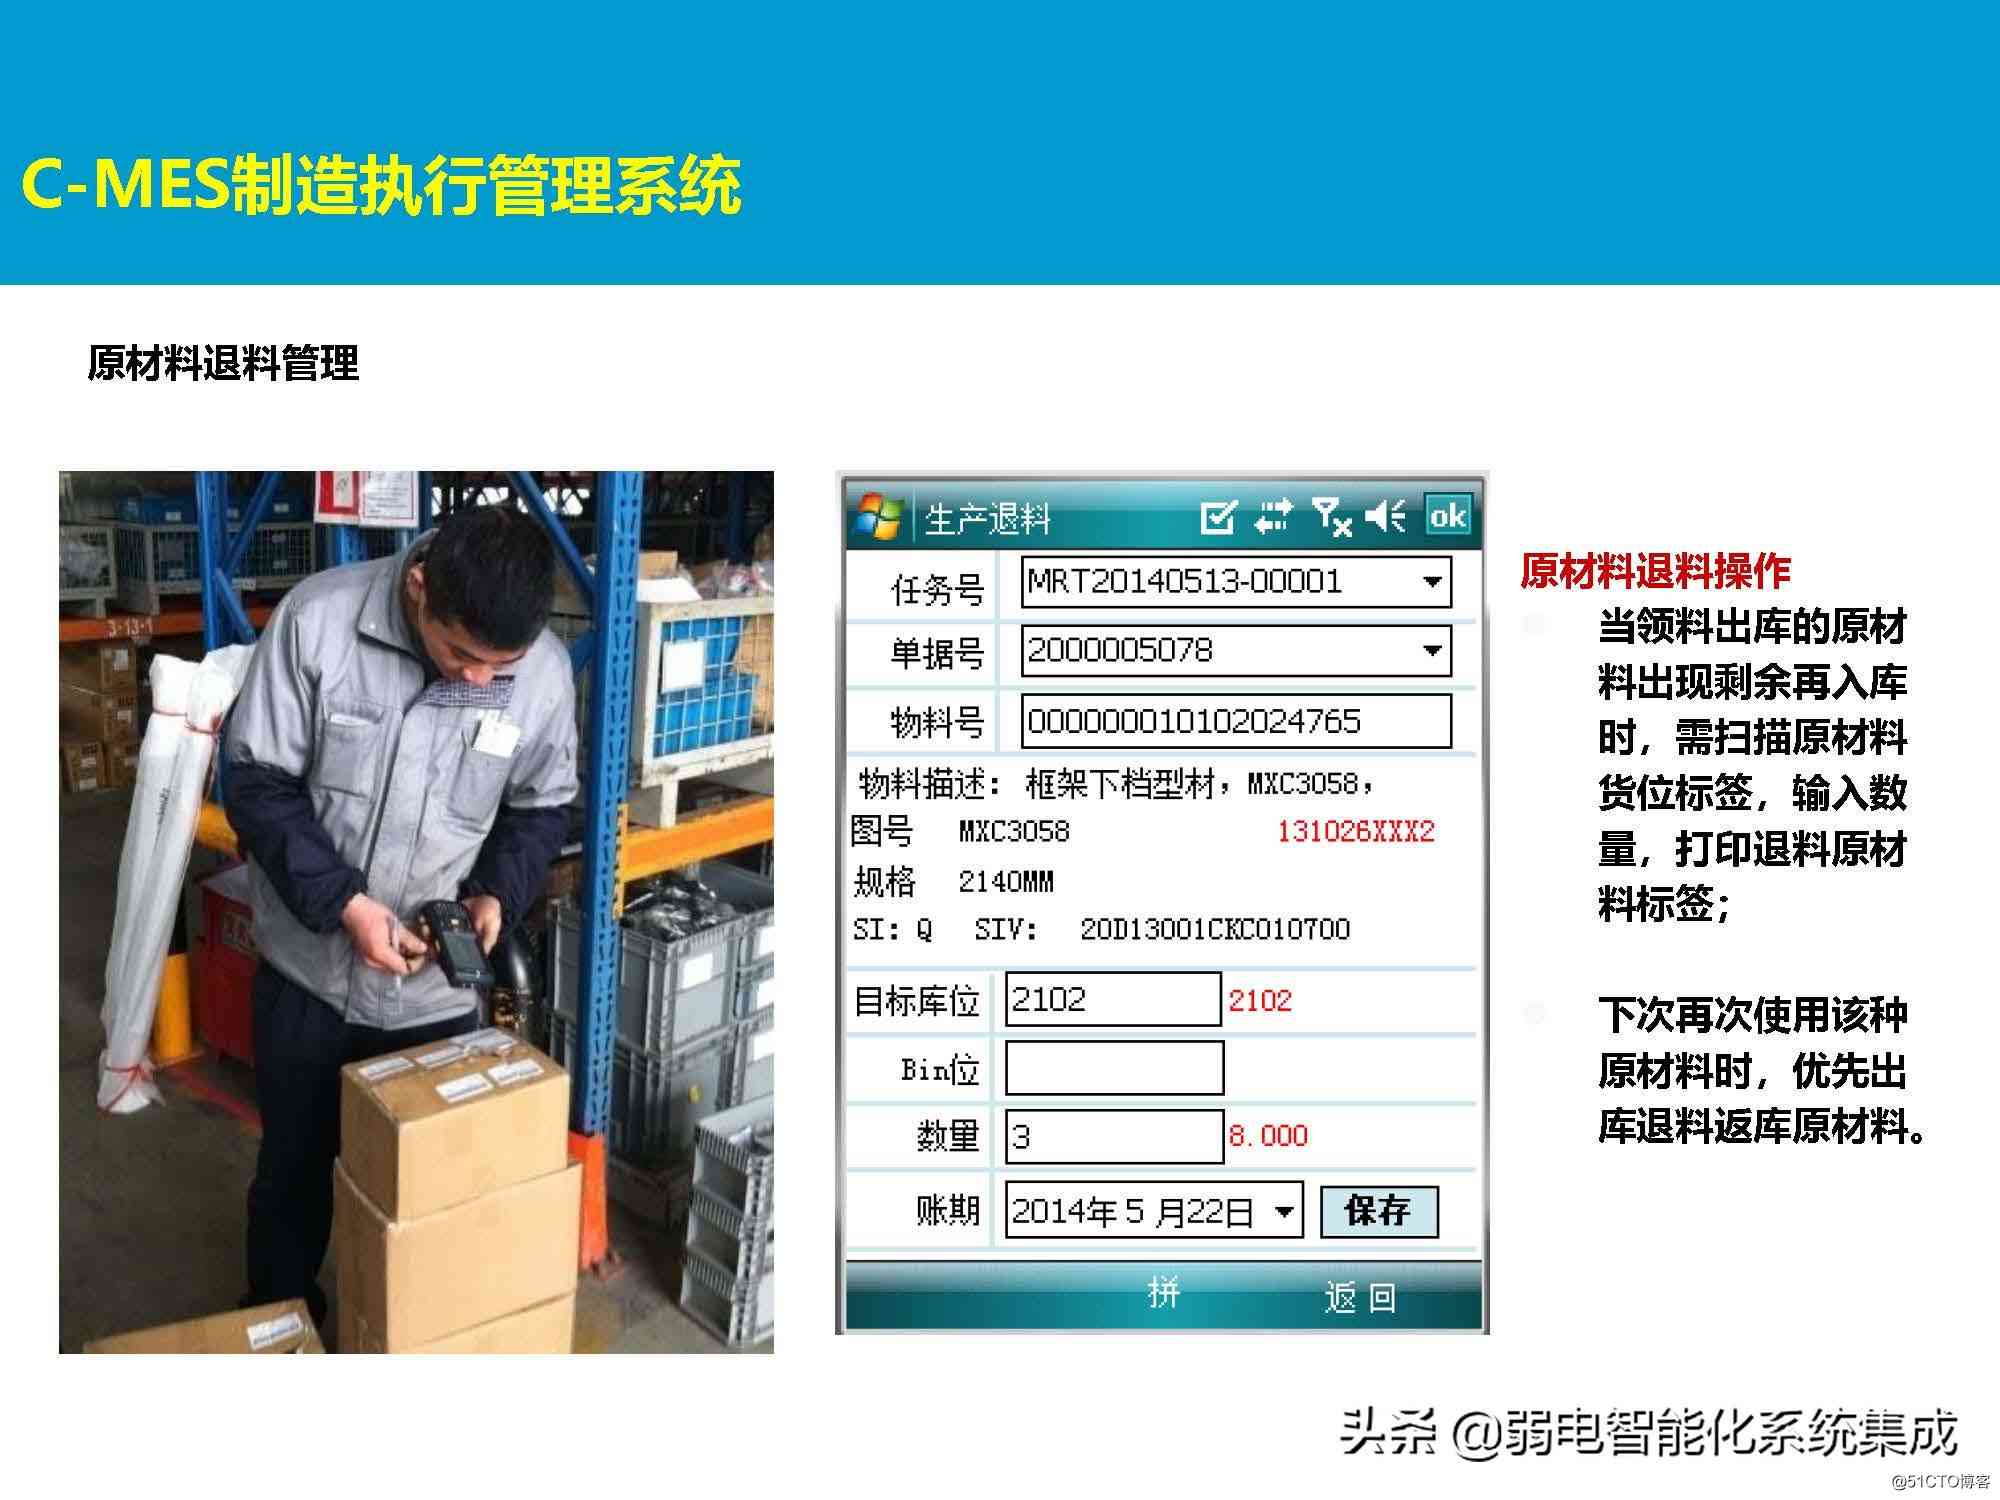 C-MES制造执行管理系统
原材料退料管理
3-13-1
生产退料
ok
任务号 MRT20140513-00001
单据号 2000005078
物料号 000000010102024765
物料描述： 框架下档型材，MXC3058，
图号 MXC3058 131026XXX2
规格 2140MM
SI：Q SIV： 20D13001CKC010700
目标库位 2102 2102
Bin位
数量 3 8.000
账期 2014年 5 月22日 保存
拼 返 回
原材料退料操作
当领料出库的原材
料出现剩余再入库
时，需扫描原材料
货位标签，输入数
量，打印退料原材
料标签；
下次再次使用该种
原材料时，优先出
库退料返库原材料。
头条 @弱电智能化系统集成
@51CTO博客